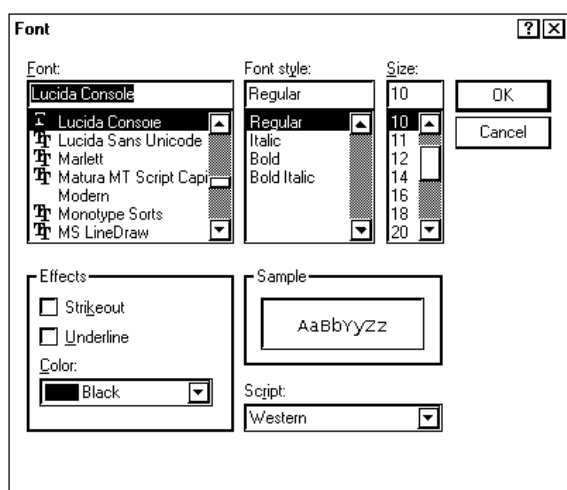 Font
Font:
Lucida Console
Lucida Console
Lucida Sans Unicode
Marlett
Matura MT Script Capi
Modern
Monotype Sorts
MS LineDraw
Font style:
Regular
Regular
Italic
Bold
Bold Italic
Size:
10
10
11
12
14
16
18
20
OK
Cancel
Effects
Strikeout
Underline
Color:
Black
Sample
AaBbYyZz
Script:
Western